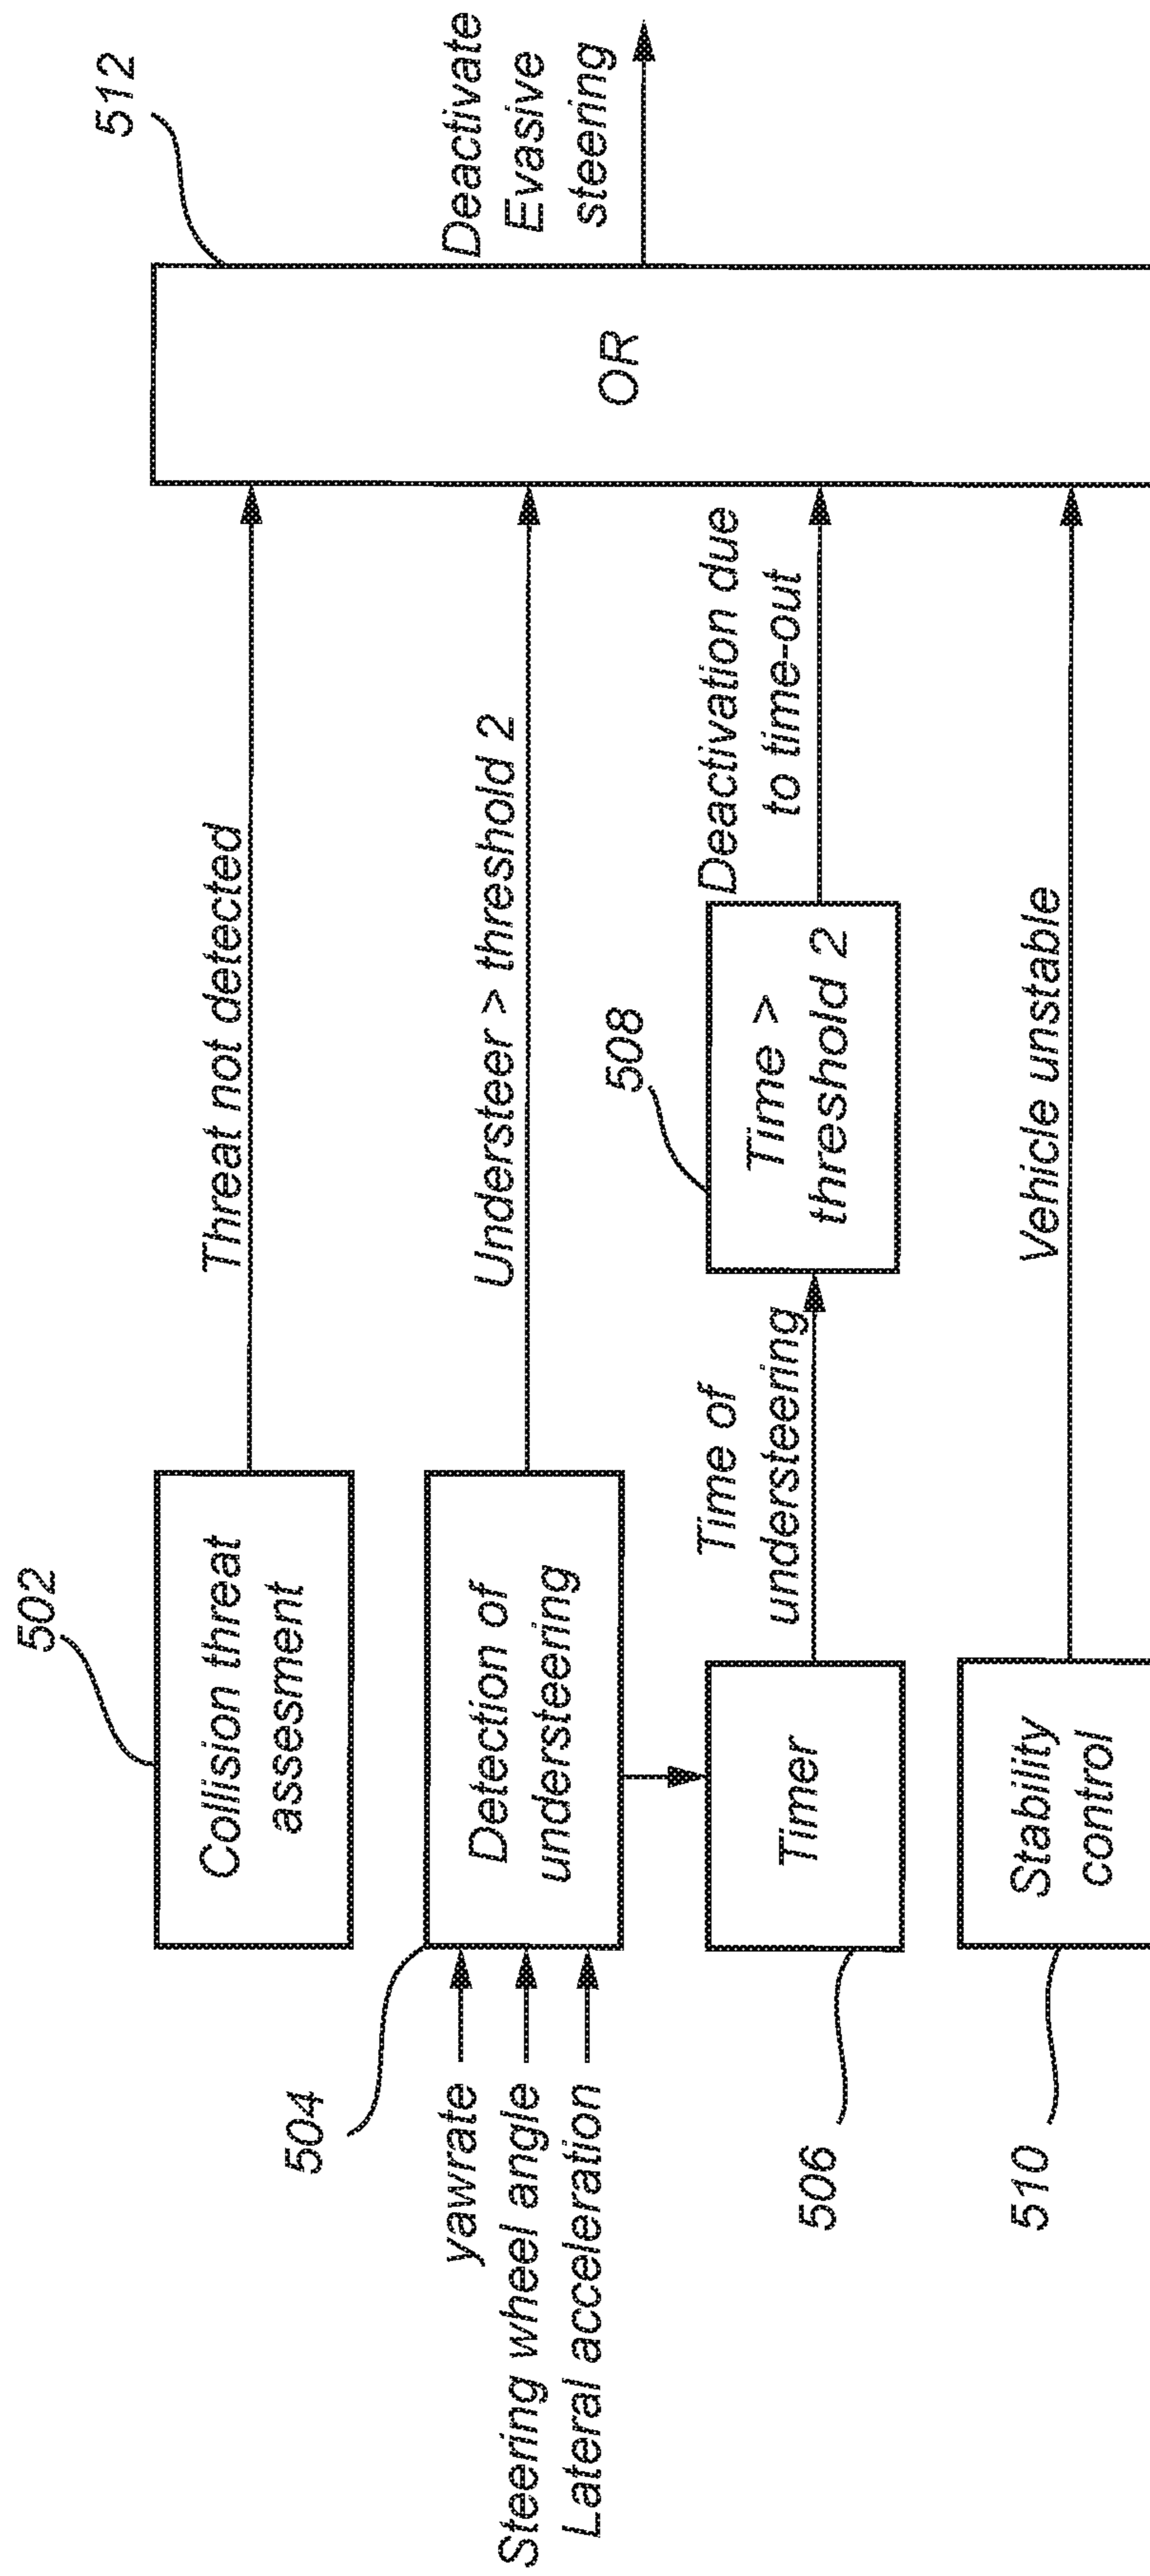 502
Collision threat
assesment
Threat not detected
512
504
yawrate
Steering wheel angle
Lateral acceleration
Detection of
understeering
Understeer > threshold 2
OR
Deactivate
Evasive
steering
506
Timer
Time of
understeering
508
Time >
threshold 2
Deactivation due
to time-out
510
Stability
control
Vehicle unstable